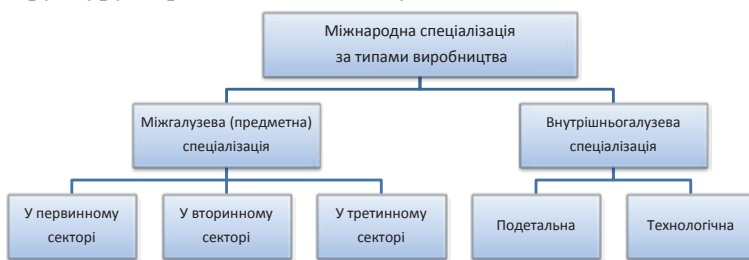 Міжнародна спеціалізація
за типами виробництва
Міжгалузева (предметна)
спеціалізація
Внутрішньогалузева
спеціалізація
У первинному
секторі
У вторинному
секторі
У третинному
секторі
Подетальна
Технологічна